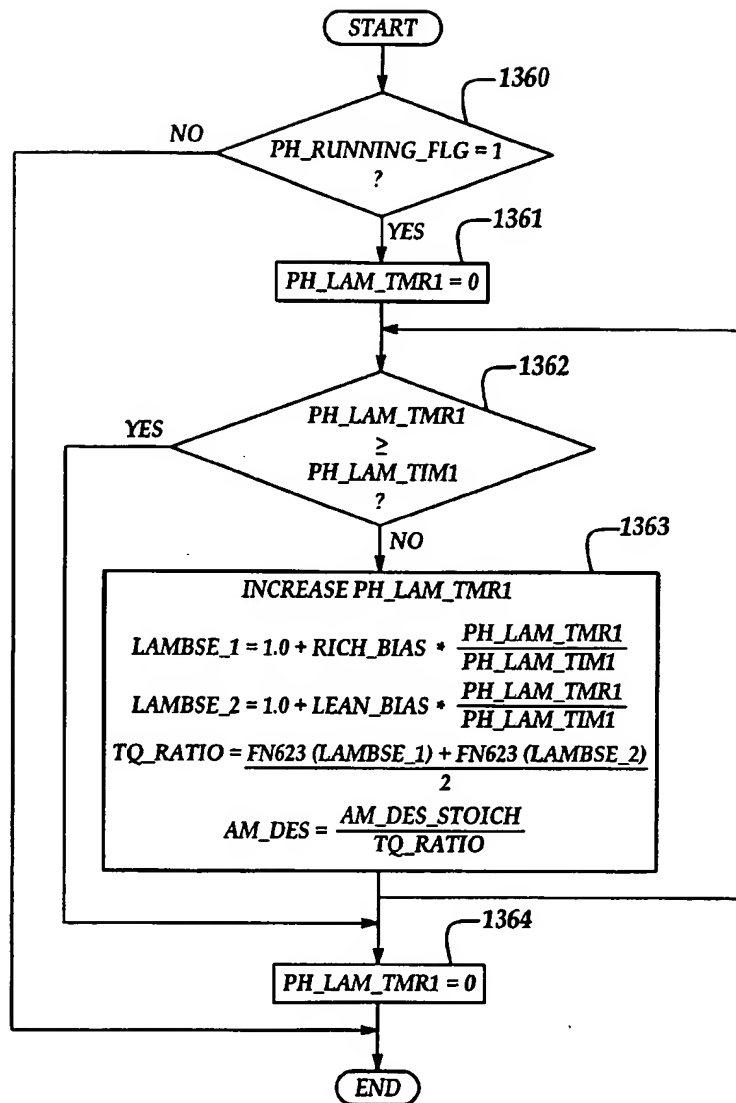 START
1360
NO
PH_RUNNING_FLG = 1
?
YES
1361
PH_LAM_TMR1 = 0
1362
YES
PH_LAM_TMR1
≥
PH_LAM_TIM1
?
NO
1363
INCREASE PH_LAM_TMR1
LAMBSE_1 = 1.0 + RICH_BIAS * PH_LAM_TMR1
PH_LAM_TIM1
LAMBSE_2 = 1.0 + LEAN_BIAS * PH_LAM_TMR1
PH_LAM_TIM1
TQ_RATIO = FN623 (LAMBSE_1) + FN623 (LAMBSE_2)
2
AM_DES = AM_DES_STOICH
TQ_RATIO
1364
PH_LAM_TMR1 = 0
END